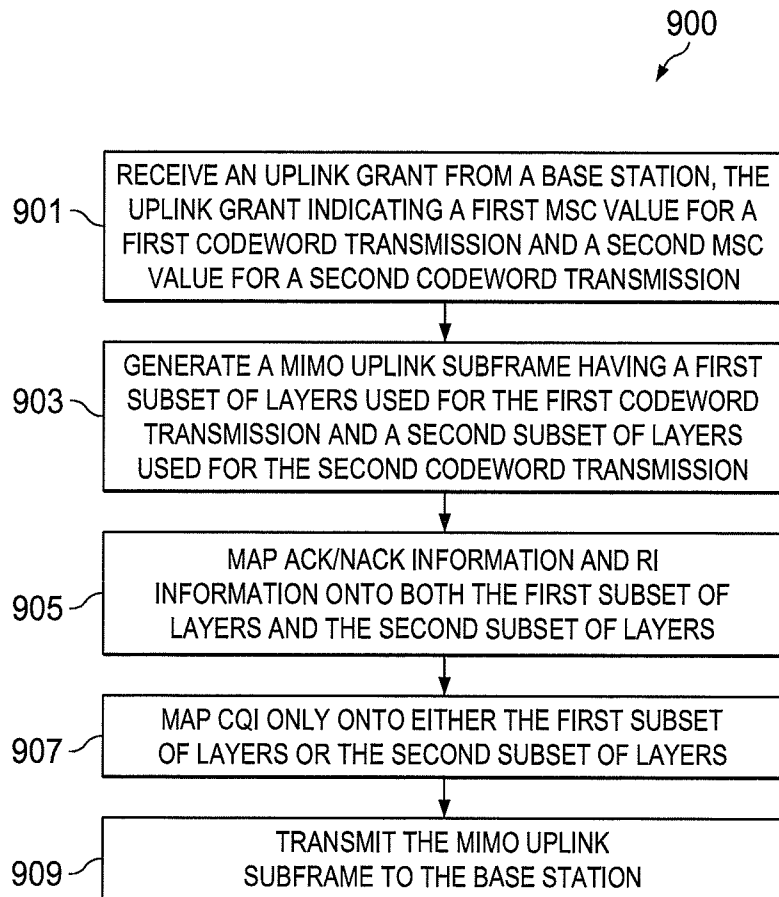 900
901
RECEIVE AN UPLINK GRANT FROM A BASE STATION, THE
UPLINK GRANT INDICATING A FIRST MSC VALUE FOR A
FIRST CODEWORD TRANSMISSION AND A SECOND MSC
VALUE FOR A SECOND CODEWORD TRANSMISSION
903
GENERATE A MIMO UPLINK SUBFRAME HAVING A FIRST
SUBSET OF LAYERS USED FOR THE FIRST CODEWORD
TRANSMISSION AND A SECOND SUBSET OF LAYERS
USED FOR THE SECOND CODEWORD TRANSMISSION
905
MAP ACK/NACK INFORMATION AND RI
INFORMATION ONTO BOTH THE FIRST SUBSET OF
LAYERS AND THE SECOND SUBSET OF LAYERS
907
MAP CQI ONLY ONTO EITHER THE FIRST SUBSET
OF LAYERS OR THE SECOND SUBSET OF LAYERS
909
TRANSMIT THE MIMO UPLINK
SUBFRAME TO THE BASE STATION